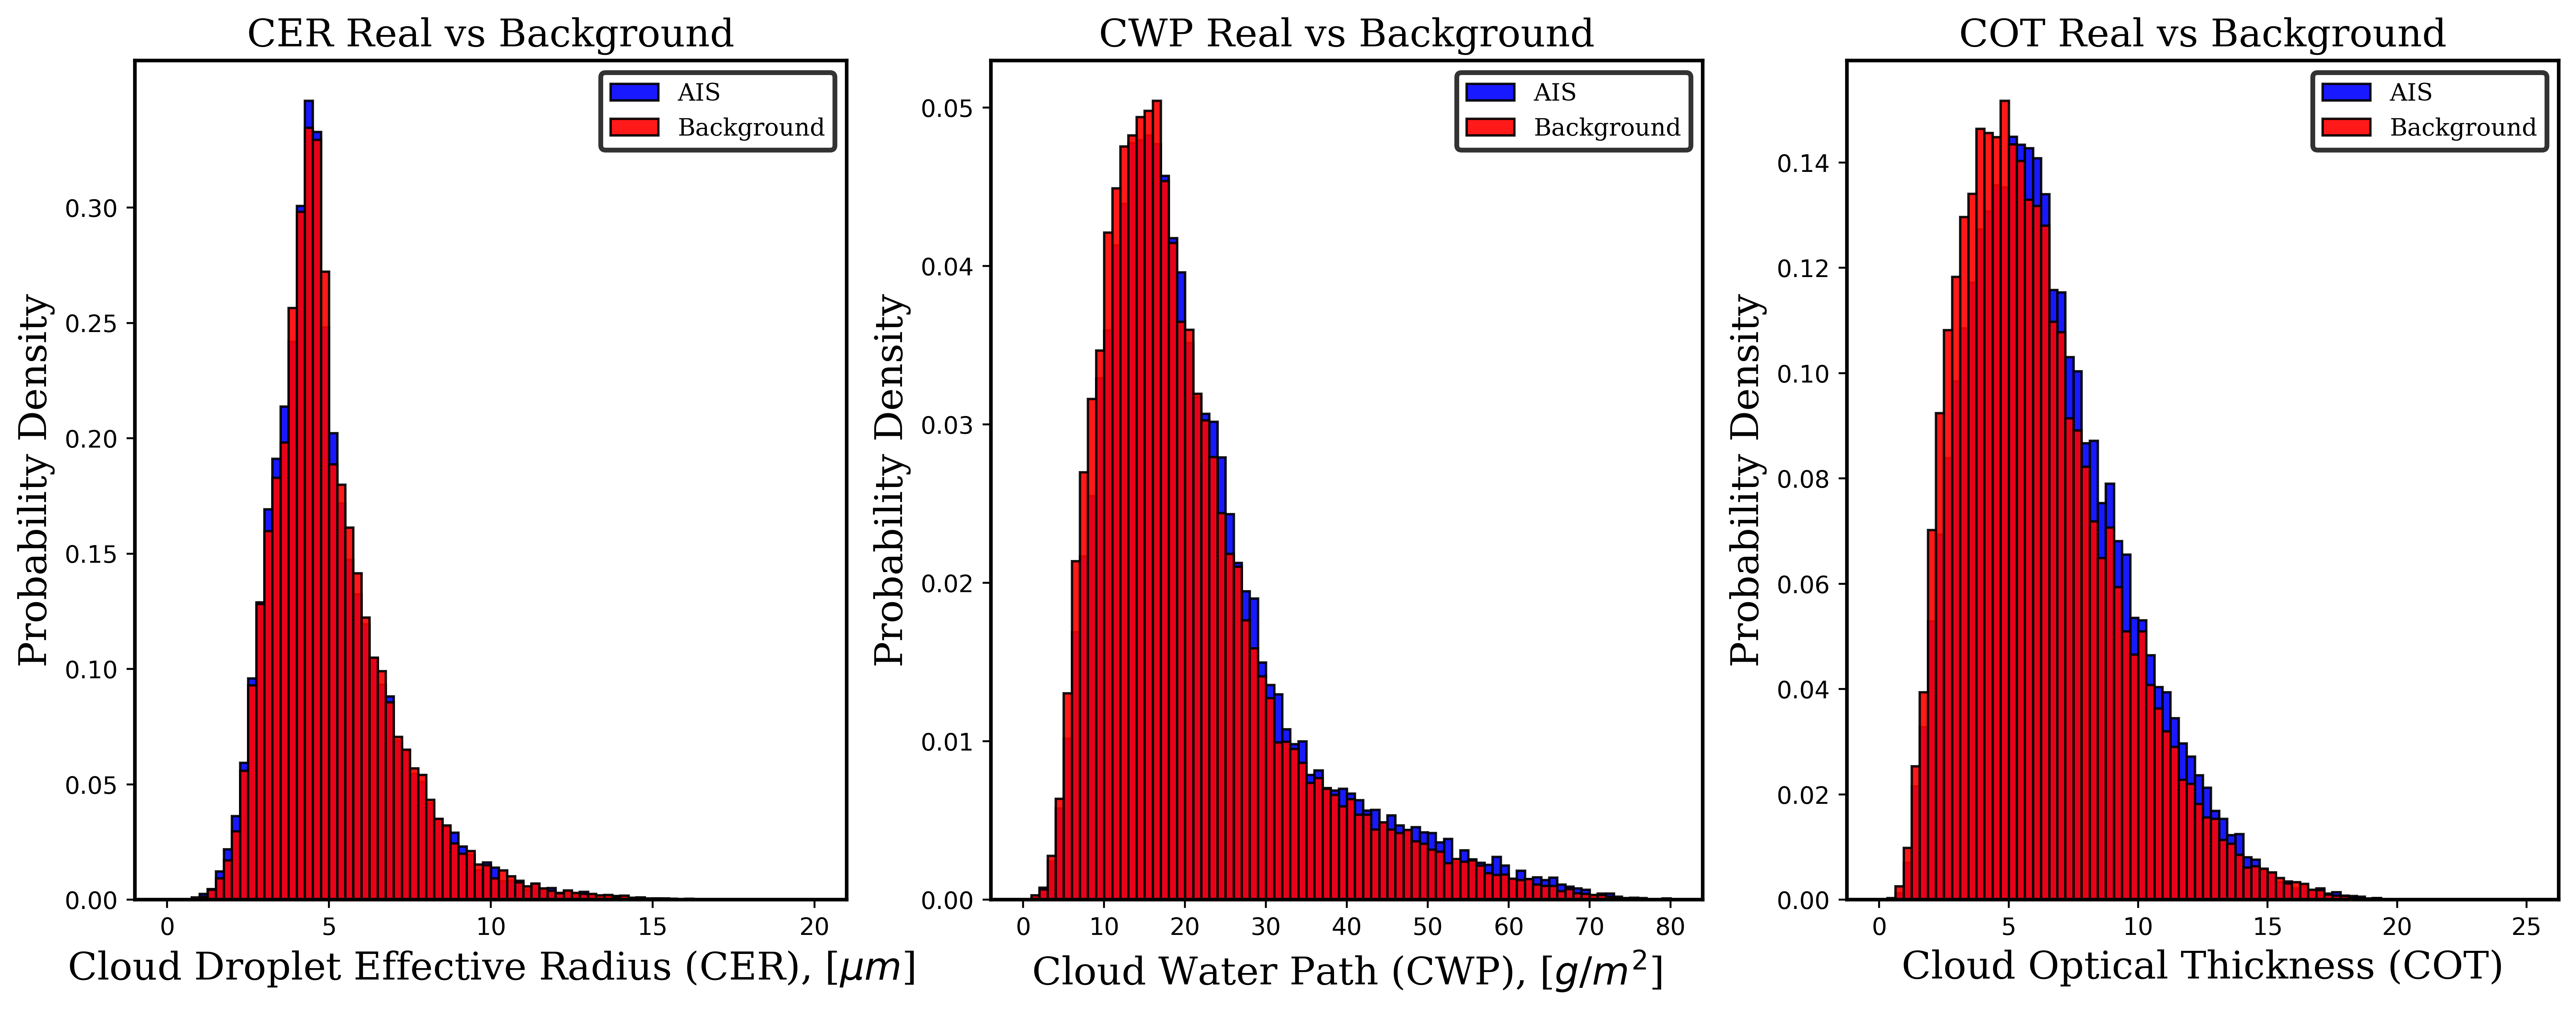 CER Real vs Background
AIS
Background
0.30
0.25
0.20
0.15
0.10
0.05
0.00
Probability Density
0 5 10 15 20
Cloud Droplet Effective Radius (CER), [μm]
CWP Real vs Background
AIS
Background
0.05
0.04
0.03
0.02
0.01
0.00
Probability Density
0 10 20 30 40 50 60 70 80
Cloud Water Path (CWP), [g/m²]
COT Real vs Background
AIS
Background
0.14
0.12
0.10
0.08
0.06
0.04
0.02
0.00
Probability Density
0 5 10 15 20 25
Cloud Optical Thickness (COT)